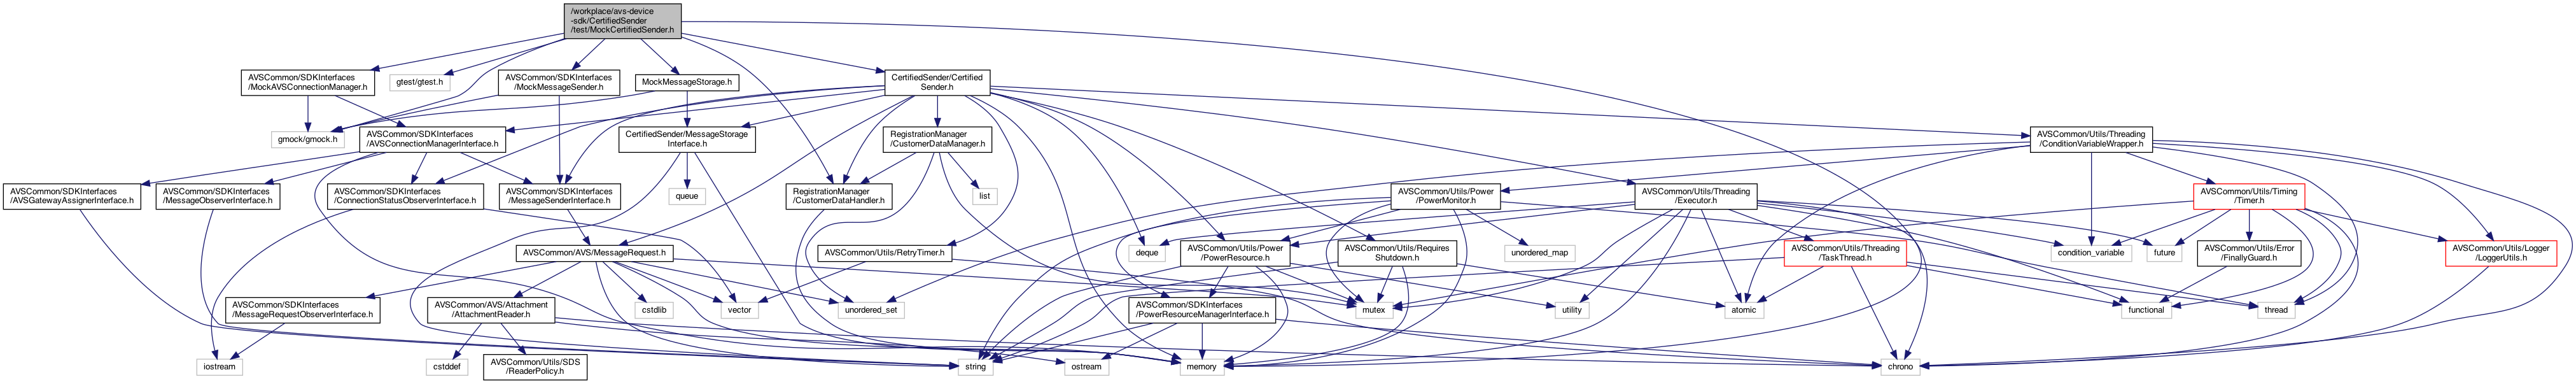 /workplace/avs-device
-sdk/CertifiedSender
/test/MockCertifiedSender.h
AVSCommon/SDKInterfaces
/MockAVSConnectionManager.h
gtest/gtest.h
AVSCommon/SDKInterfaces
/MockMessageSender.h
MockMessageStorage.h
CertifiedSender/Certified
Sender.h
gmock/gmock.h
AVSCommon/SDKInterfaces
/AVSConnectionManagerInterface.h
CertifiedSender/MessageStorage
Interface.h
RegistrationManager
/CustomerDataManager.h
AVSCommon/Utils/Threading
/ConditionVariableWrapper.h
AVSCommon/SDKInterfaces
/AVSGatewayAssignerInterface.h
AVSCommon/SDKInterfaces
/MessageObserverInterface.h
AVSCommon/SDKInterfaces
/ConnectionStatusObserverInterface.h
AVSCommon/SDKInterfaces
/MessageSenderInterface.h
queue
RegistrationManager
/CustomerDataHandler.h
list
AVSCommon/Utils/Power
/PowerMonitor.h
AVSCommon/Utils/Threading
/Executor.h
AVSCommon/Utils/Timing
/Timer.h
AVSCommon/AVS/MessageRequest.h
AVSCommon/Utils/RetryTimer.h
deque
AVSCommon/Utils/Power
/PowerResource.h
AVSCommon/Utils/Requires
Shutdown.h
unordered_map
AVSCommon/Utils/Threading
/TaskThread.h
condition_variable
future
AVSCommon/Utils/Error
/FinallyGuard.h
AVSCommon/Utils/Logger
/LoggerUtils.h
AVSCommon/SDKInterfaces
/MessageRequestObserverInterface.h
AVSCommon/AVS/Attachment
/AttachmentReader.h
cstdlib
vector
unordered_set
AVSCommon/SDKInterfaces
/PowerResourceManagerInterface.h
mutex
utility
atomic
functional
thread
iostream
cstddef
AVSCommon/Utils/SDS
/ReaderPolicy.h
string
ostream
memory
chrono